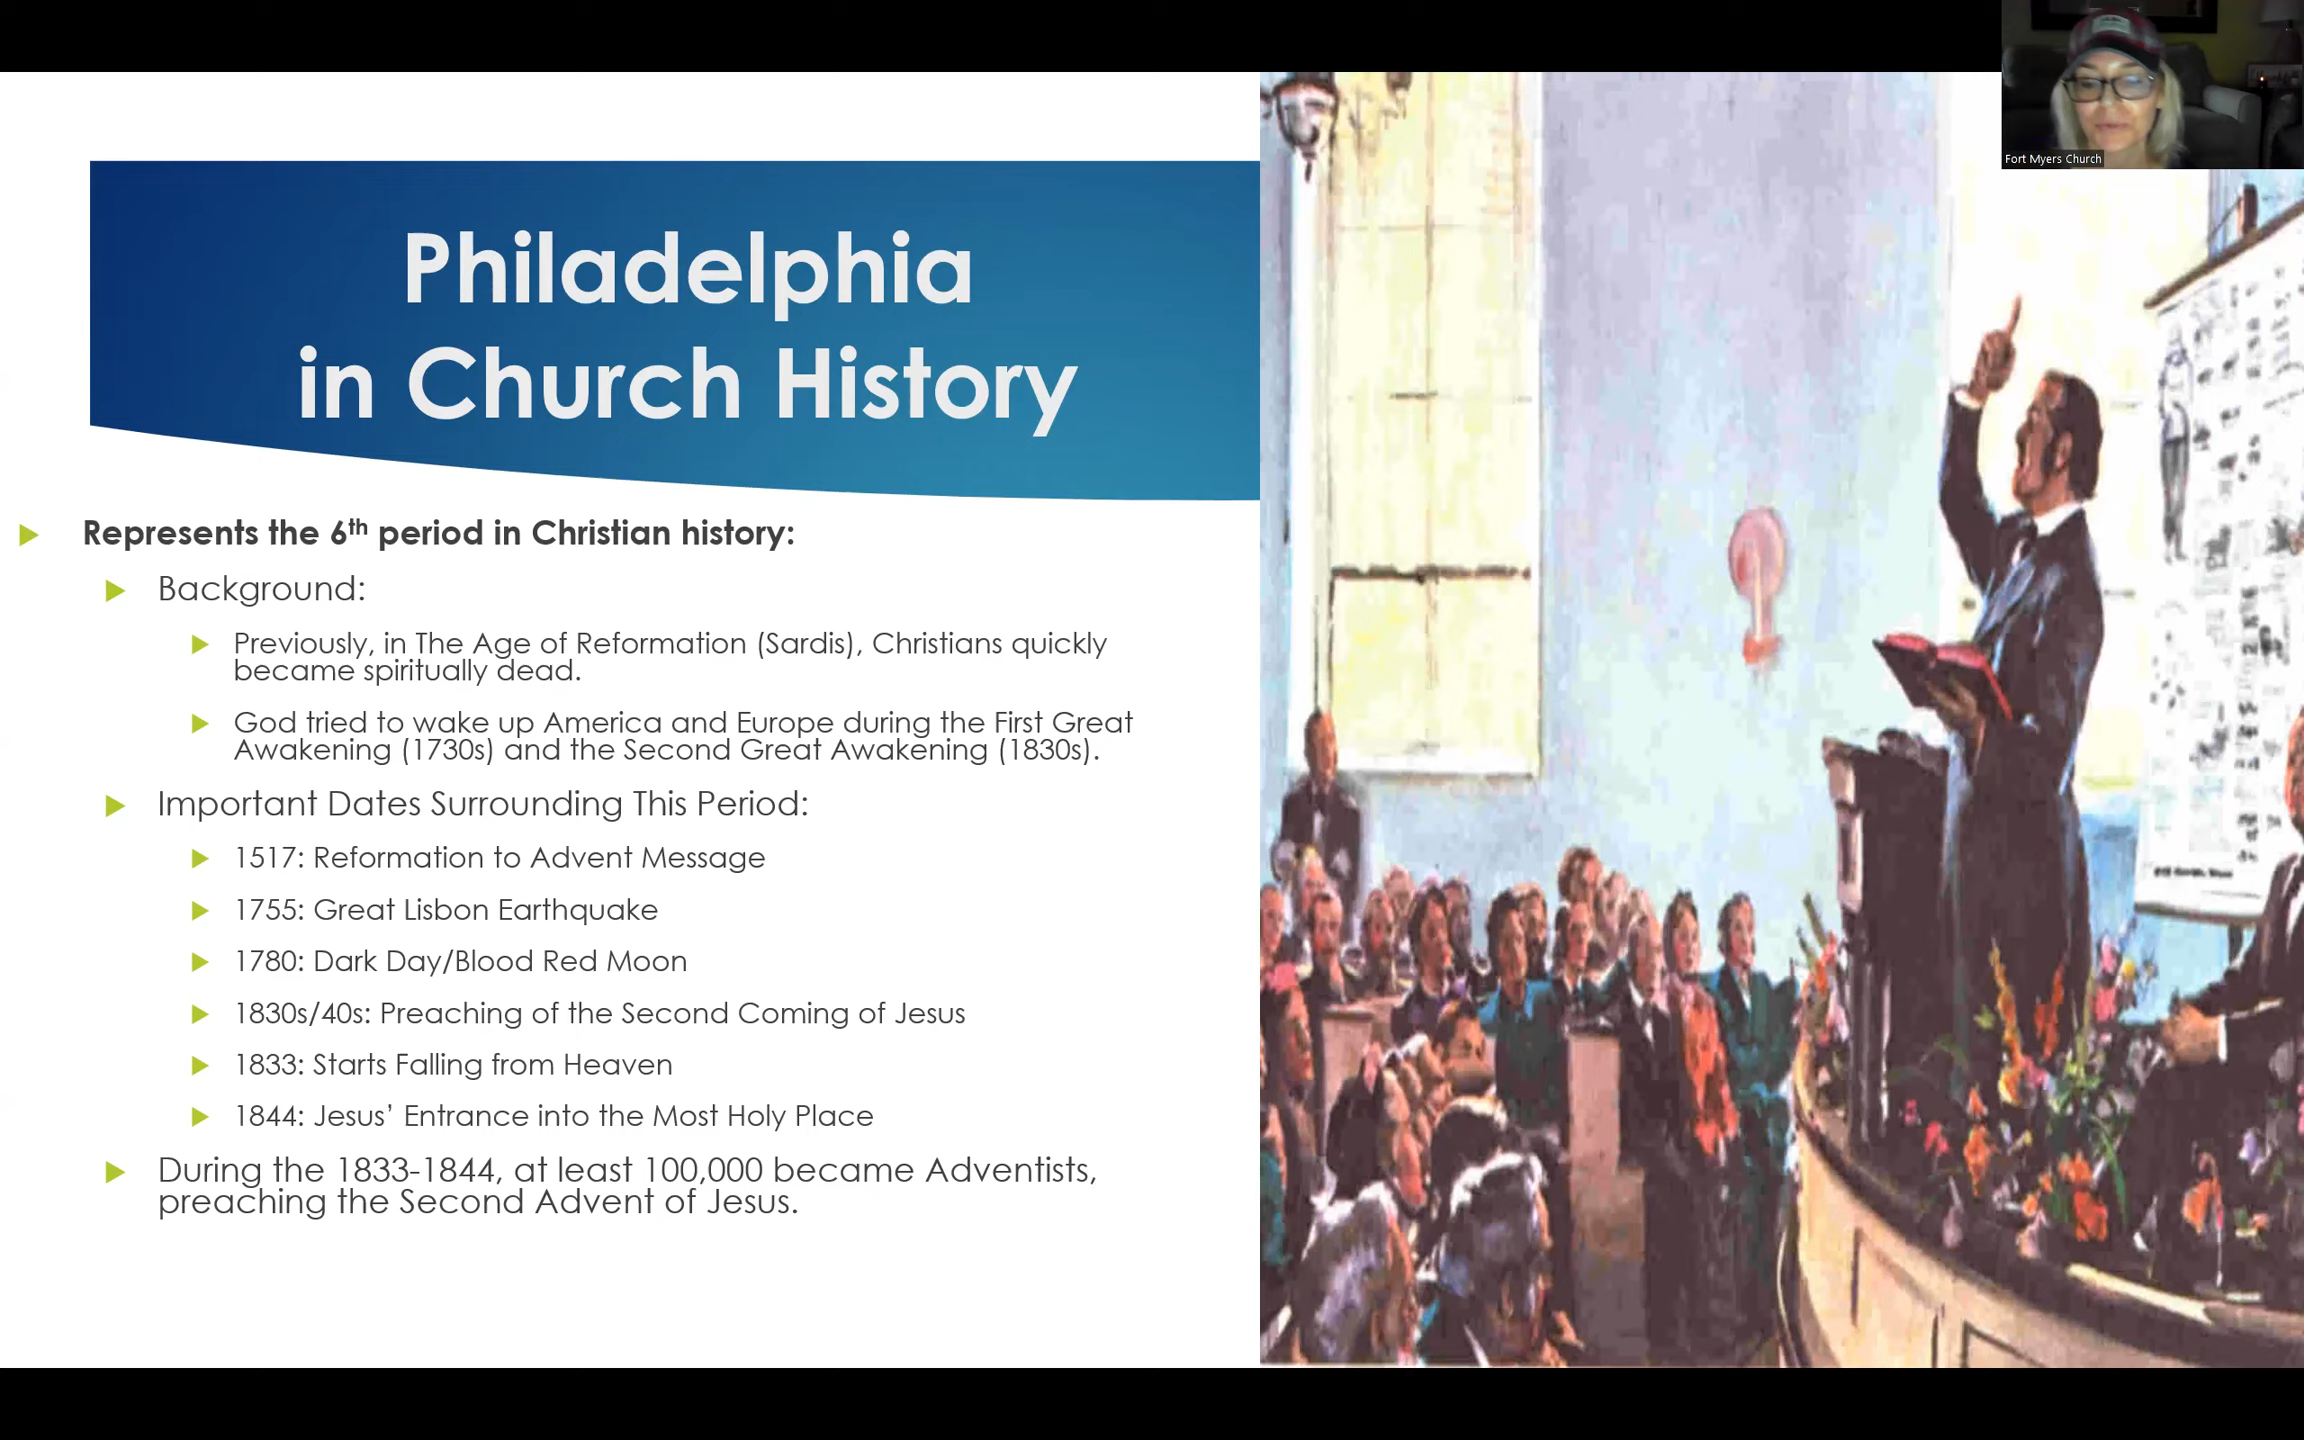 Fort Myers Church
Philadelphia
in Church History
Represents the 6th period in Christian history:
Background:
Previously, in The Age of Reformation (Sardis), Christians quickly
became spiritually dead.
God tried to wake up America and Europe during the First Great
Awakening (1730s) and the Second Great Awakening (1830s).
Important Dates Surrounding This Period:
1517: Reformation to Advent Message
1755: Great Lisbon Earthquake
1780: Dark Day/Blood Red Moon
1830s/40s: Preaching of the Second Coming of Jesus
1833: Starts Falling from Heaven
1844: Jesus’ Entrance into the Most Holy Place
During the 1833-1844, at least 100,000 became Adventists,
preaching the Second Advent of Jesus.